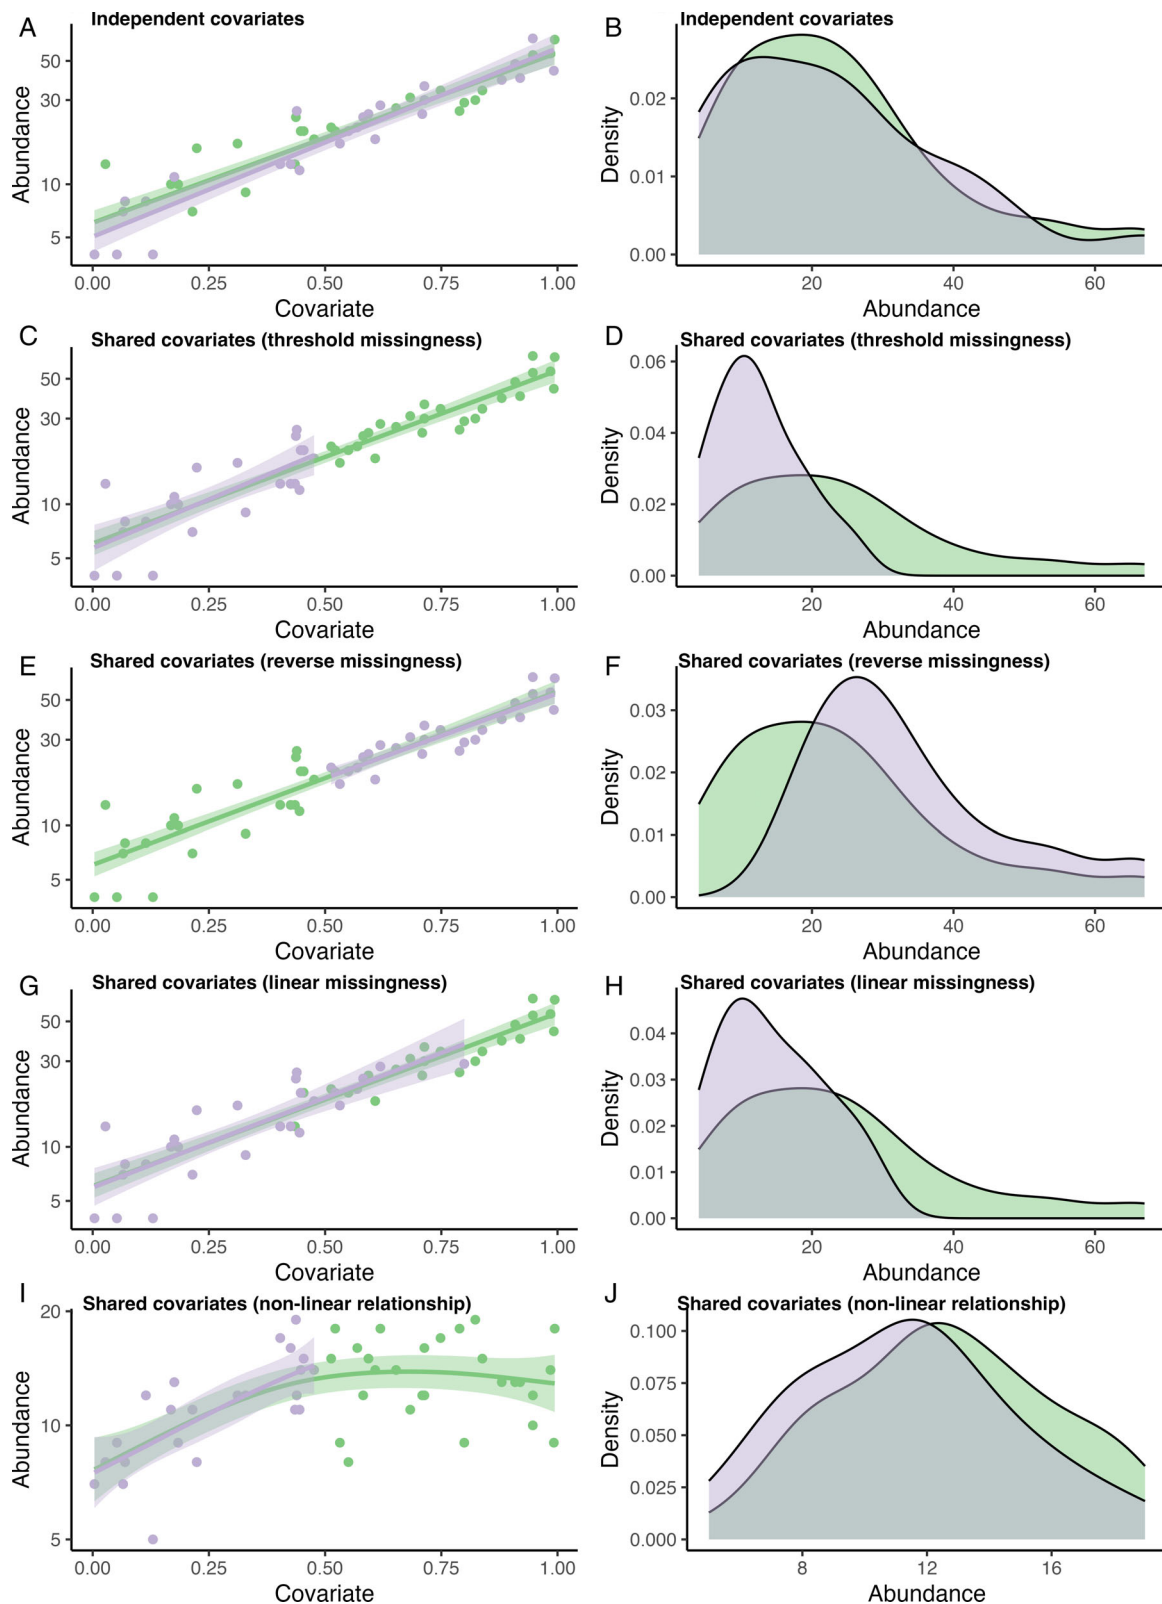 A
Independent covariates
Abundance
50
30
10
5
0.00 0.25 0.50 0.75 1.00
Covariate
B
Independent covariates
Density
0.02
0.01
0.00
20 40 60
Abundance
C
Shared covariates (threshold missingness)
Abundance
50
30
10
5
0.00 0.25 0.50 0.75 1.00
Covariate
D
Shared covariates (threshold missingness)
Density
0.06
0.04
0.02
0.00
20 40 60
Abundance
E
Shared covariates (reverse missingness)
Abundance
50
30
10
5
0.00 0.25 0.50 0.75 1.00
Covariate
F
Shared covariates (reverse missingness)
Density
0.03
0.02
0.01
0.00
20 40 60
Abundance
G
Shared covariates (linear missingness)
Abundance
50
30
10
5
0.00 0.25 0.50 0.75 1.00
Covariate
H
Shared covariates (linear missingness)
Density
0.04
0.03
0.02
0.01
0.00
20 40 60
Abundance
I
Shared covariates (non-linear relationship)
Abundance
20
10
5
0.00 0.25 0.50 0.75 1.00
Covariate
J
Shared covariates (non-linear relationship)
Density
0.100
0.075
0.050
0.025
0.000
8 12 16
Abundance